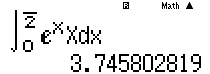 R Math ▲
∫₀² eˣXdx
3.745802819